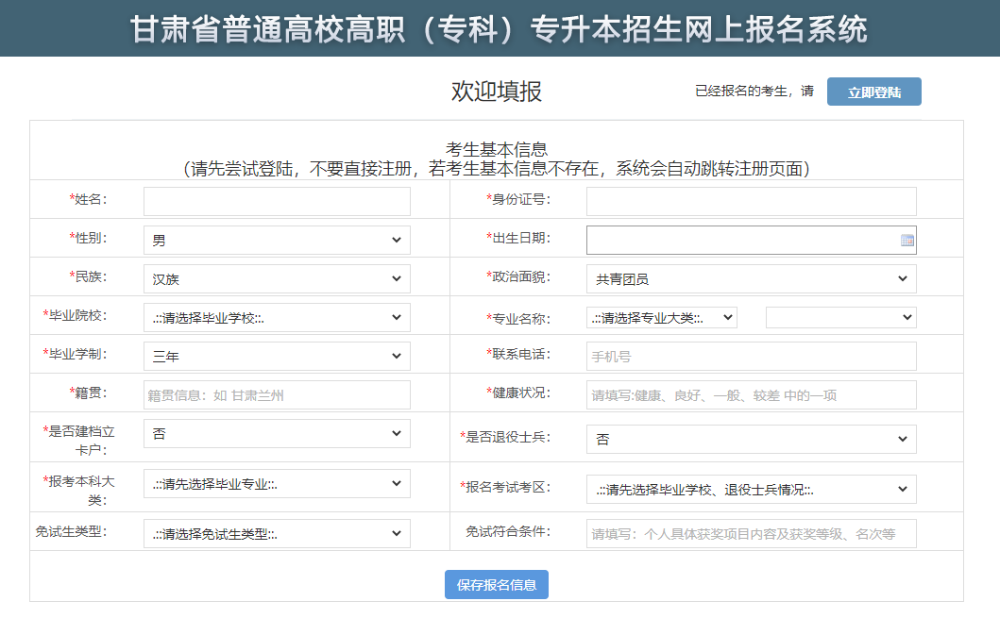 甘肃省普通高校高职（专科）专升本招生网上报名系统
欢迎填报
已经报名的考生，请 立即登陆
考生基本信息
（请先尝试登陆，不要直接注册，若考生基本信息不存在，系统会自动跳转注册页面）
*姓名： *身份证号：
*性别： 男 *出生日期：
*民族： 汉族 *政治面貌： 共青团员
*毕业院校： .::请选择毕业学校::. *专业名称： .::请选择专业大类::.
*毕业学制： 三年 *联系电话： 手机号
*籍贯： 籍贯信息：如 甘肃兰州 *健康状况： 请填写:健康、良好、一般、较差 中的一项
*是否建档立
卡户： 否 *是否退役士兵： 否
*报考本科大
类： .::请先选择毕业专业::. *报名考试考区： .::请先选择毕业学校、退役士兵情况::.
免试生类型： .::请选择免试生类型::. 免试符合条件： 请填写：个人具体获奖项目内容及获奖等级、名次等
保存报名信息